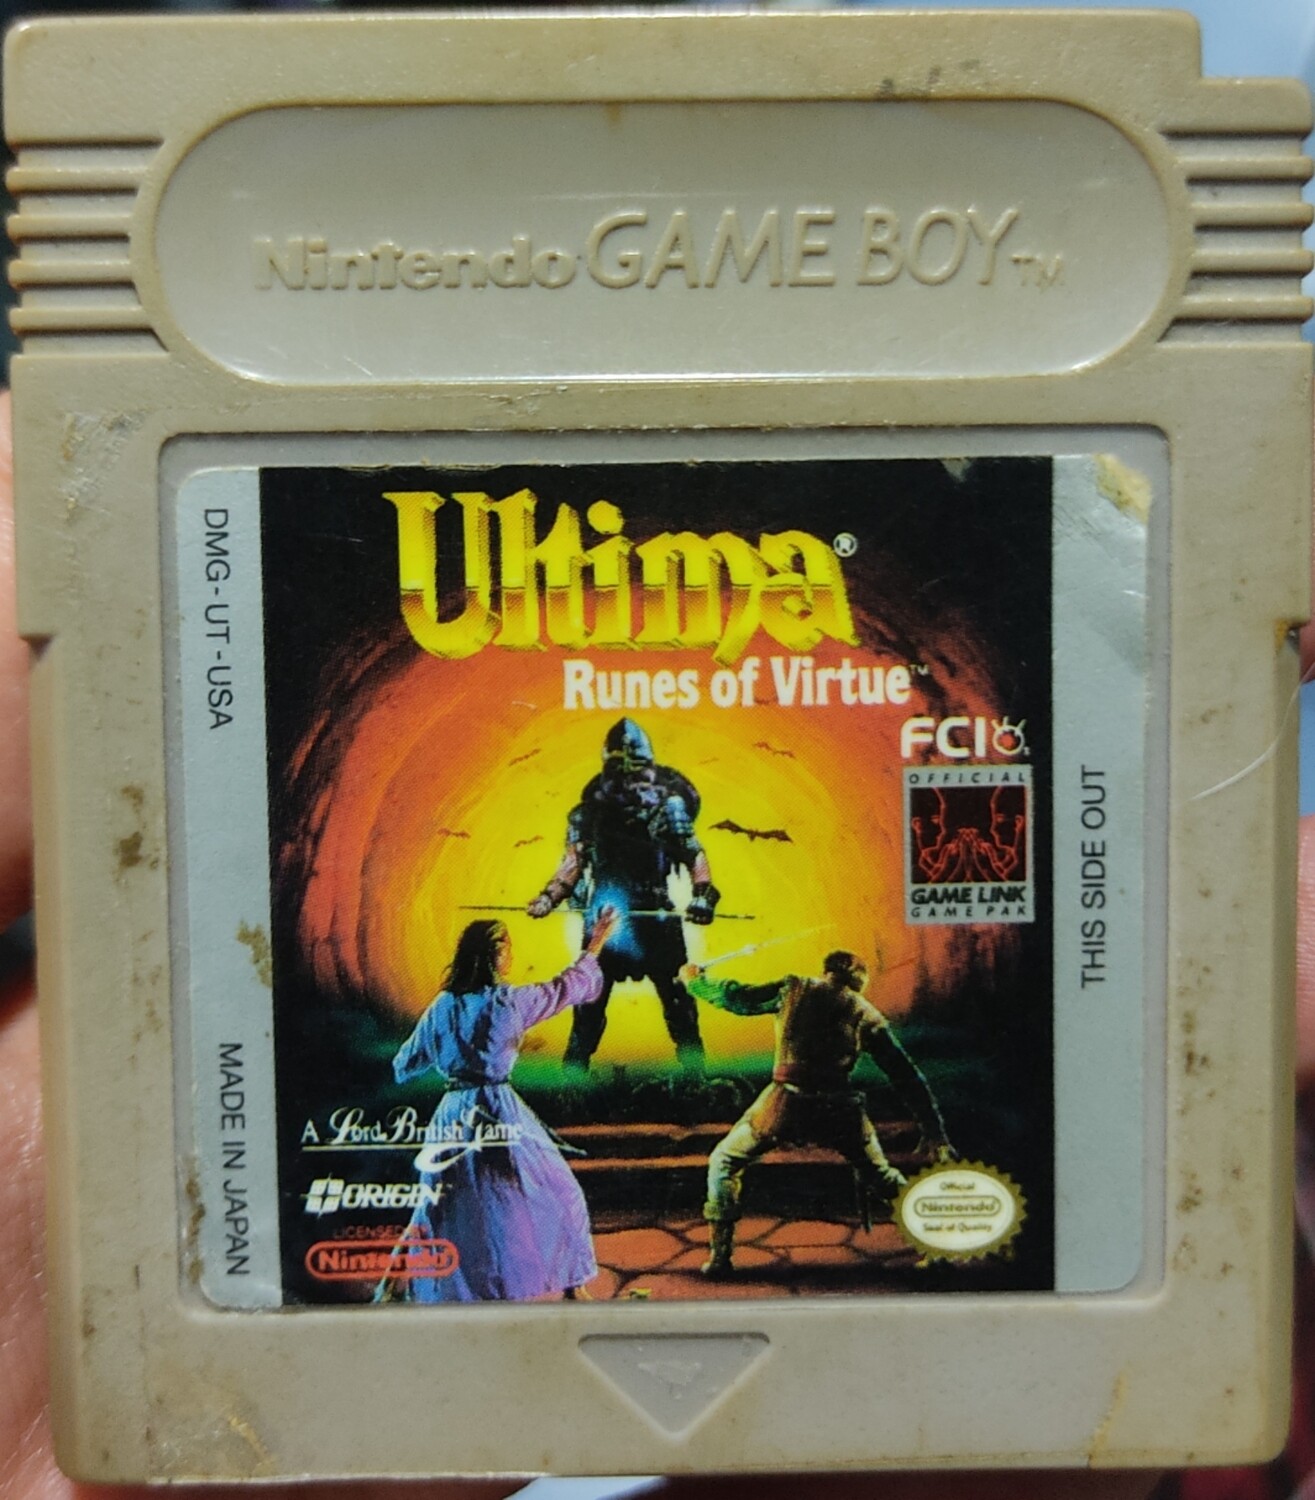 Nintendo GAME BOY TM
DMG-UT-USA
MADE IN JAPAN
Ultima®
Runes of Virtue™
FCI
OFFICIAL
GAME LINK
GAME PAK
THIS SIDE OUT
A Lord British Game
ORIGIN
LICENSED BY
Nintendo
Official
Nintendo
Seal of Quality